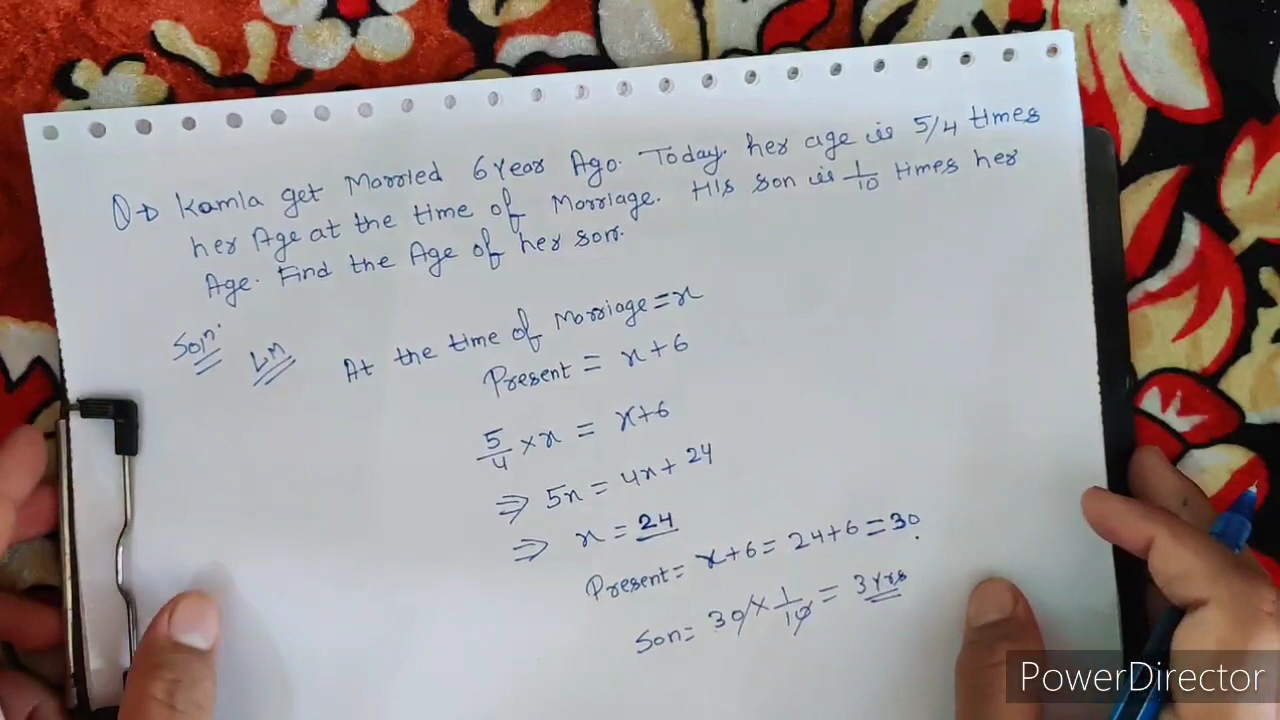 Q→ Kamla get Married 6 Year Ago. Today. her age is 5/4 times
her Age at the time of Marriage. His son is 1/10 times her
Age. Find the Age of her son.
Soln. LM At the time of Marriage = x
Present = x+6
5/4 × x = x+6
⇒ 5x = 4x + 24
⇒ x = 24
Present = x+6 = 24+6 = 30.
Son = 30 × 1/10 = 3 yrs
PowerDirector